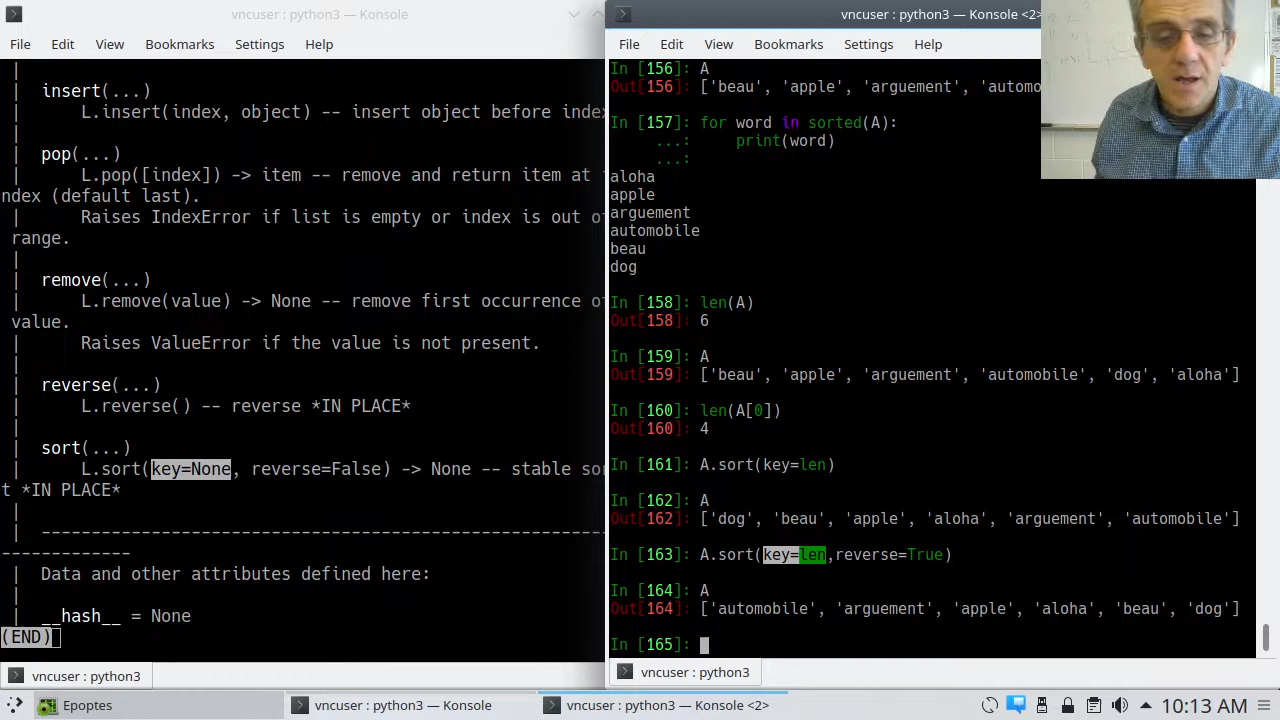 vncuser : python3 — Konsole
File Edit View Bookmarks Settings Help
|
| insert(...)
| L.insert(index, object) -- insert object before index
|
| pop(...)
| L.pop([index]) -> item -- remove and return item at
ndex (default last).
| Raises IndexError if list is empty or index is out o
range.
|
| remove(...)
| L.remove(value) -> None -- remove first occurrence o
value.
| Raises ValueError if the value is not present.
|
| reverse(...)
| L.reverse() -- reverse *IN PLACE*
|
| sort(...)
| L.sort(key=None, reverse=False) -> None -- stable so
t *IN PLACE*
|
| ---------------------------------------------------------
-------------
| Data and other attributes defined here:
|
| __hash__ = None
(END)
vncuser : python3
vncuser : python3 — Konsole <2>
File Edit View Bookmarks Settings Help
In [156]: A
Out[156]: ['beau', 'apple', 'arguement', 'automo
In [157]: for word in sorted(A):
...: print(word)
...:
aloha
apple
arguement
automobile
beau
dog
In [158]: len(A)
Out[158]: 6
In [159]: A
Out[159]: ['beau', 'apple', 'arguement', 'automobile', 'dog', 'aloha']
In [160]: len(A[0])
Out[160]: 4
In [161]: A.sort(key=len)
In [162]: A
Out[162]: ['dog', 'beau', 'apple', 'aloha', 'arguement', 'automobile']
In [163]: A.sort(key=len,reverse=True)
In [164]: A
Out[164]: ['automobile', 'arguement', 'apple', 'aloha', 'beau', 'dog']
In [165]:
vncuser : python3
Epoptes
vncuser : python3 — Konsole
vncuser : python3 — Konsole <2>
10:13 AM